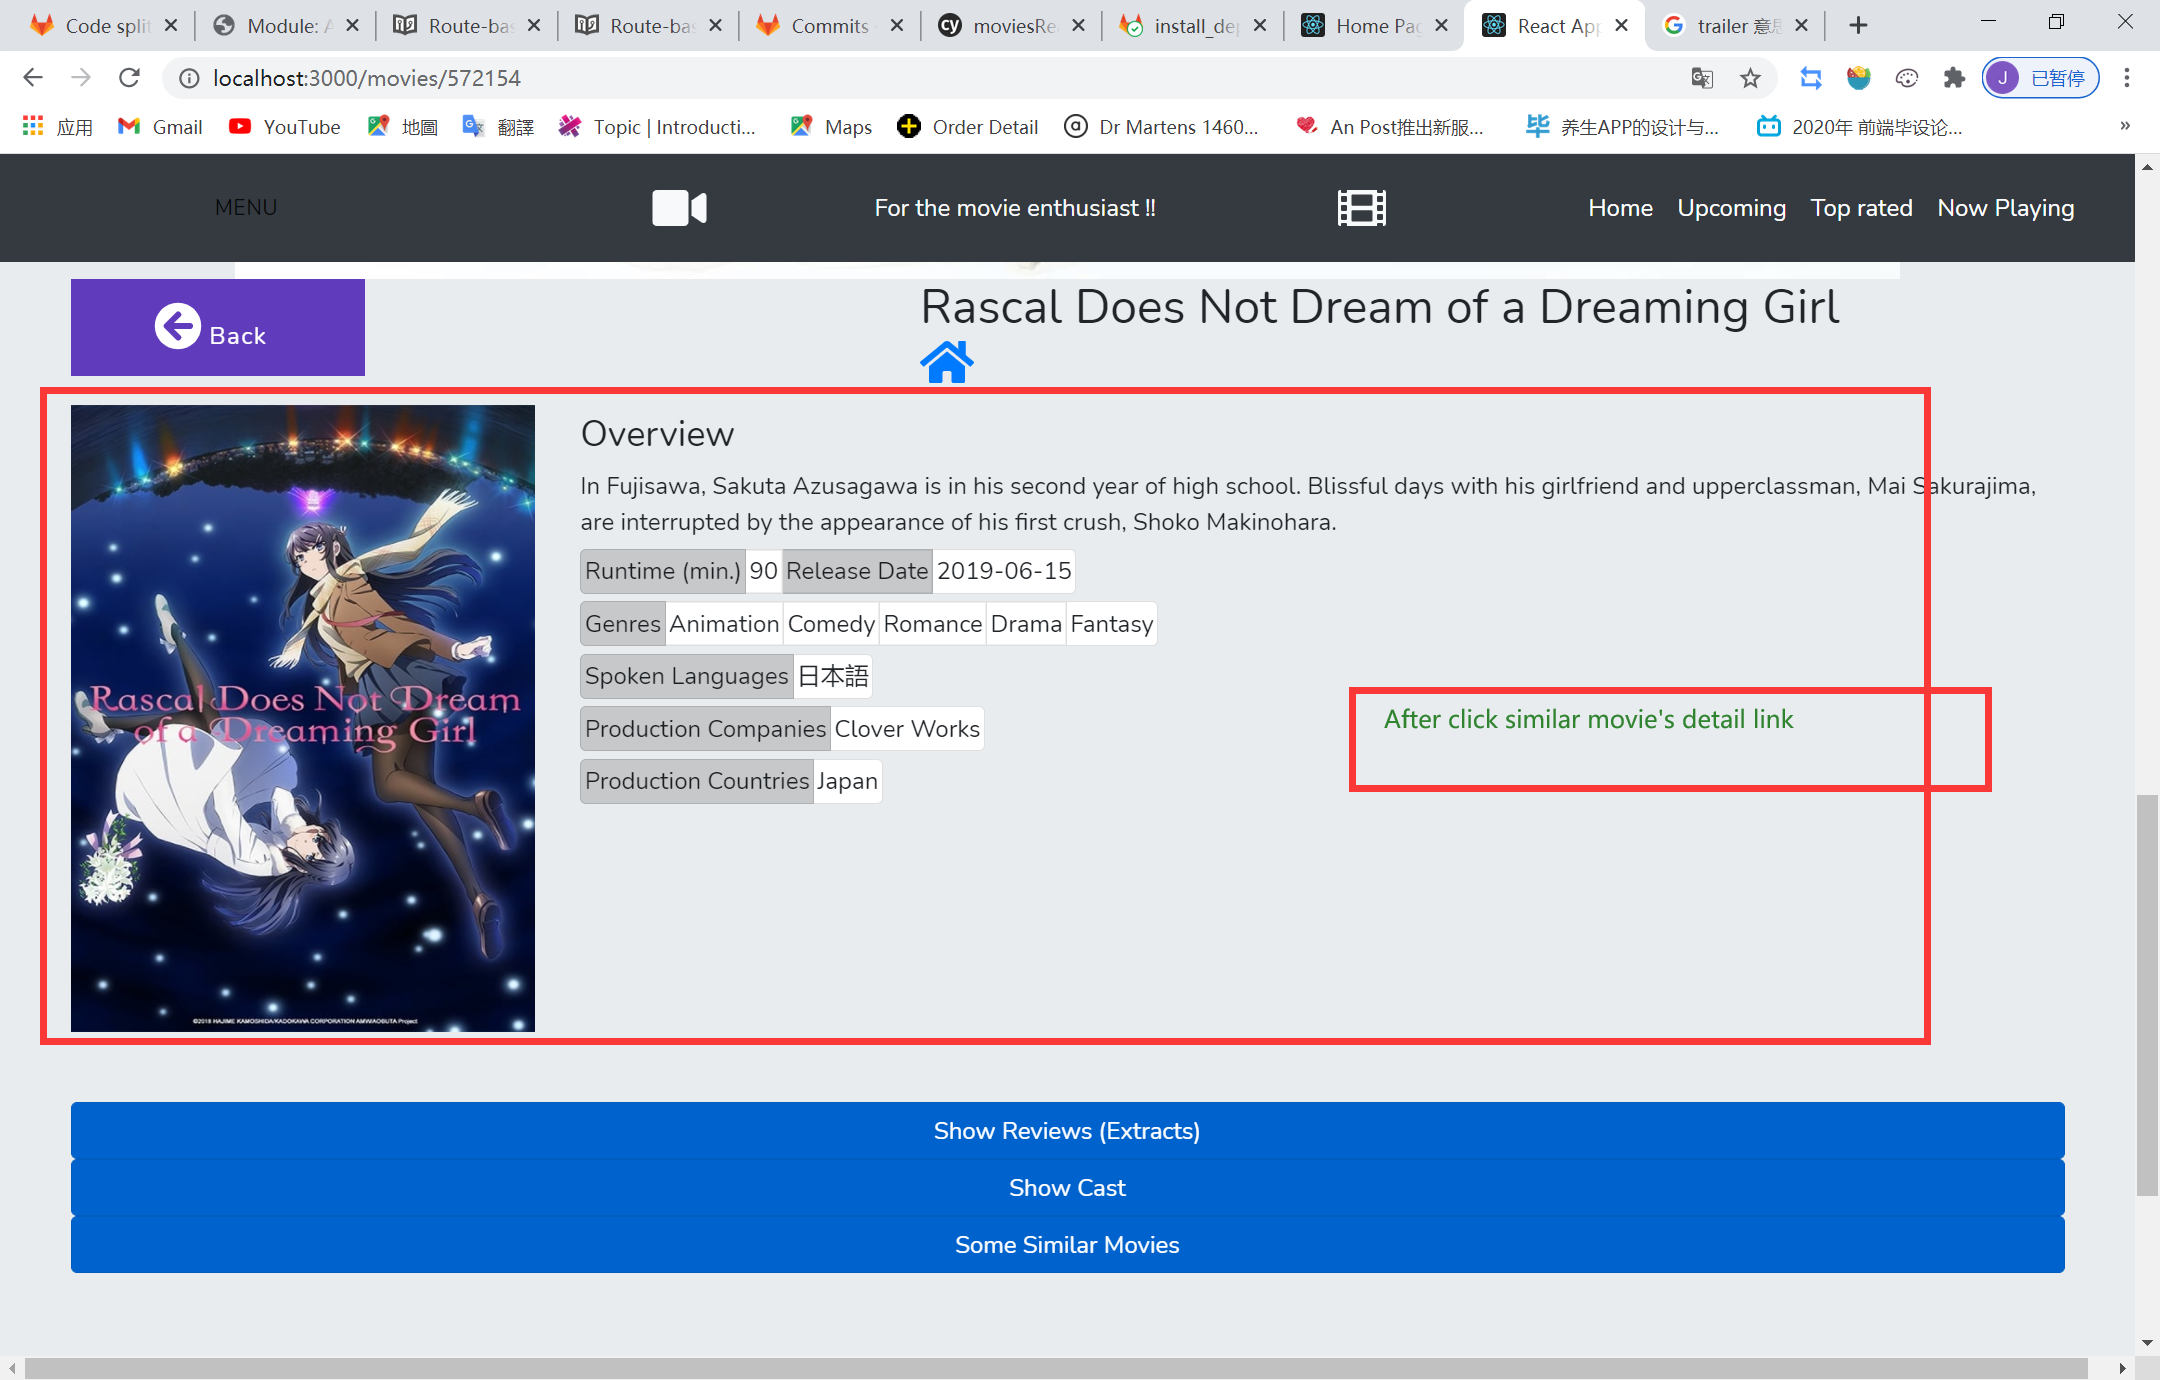 Code split
Module: A
Route-bas
Route-bas
Commits ·
cy moviesRe
install_dep
Home Pag
React App
trailer 意思
localhost:3000/movies/572154
J 已暂停
应用 Gmail YouTube 地圖 翻譯 Topic | Introducti... Maps Order Detail Dr Martens 1460... An Post推出新服... 毕 养生APP的设计与... 2020年 前端毕设论... »
MENU For the movie enthusiast !! Home Upcoming Top rated Now Playing
Back
Rascal Does Not Dream of a Dreaming Girl
Overview
In Fujisawa, Sakuta Azusagawa is in his second year of high school. Blissful days with his girlfriend and upperclassman, Mai Sakurajima,
are interrupted by the appearance of his first crush, Shoko Makinohara.
Runtime (min.) 90 Release Date 2019-06-15
Genres Animation Comedy Romance Drama Fantasy
Spoken Languages 日本語
Production Companies Clover Works
Production Countries Japan
After click similar movie's detail link
Rascal Does Not Dream
of a Dreaming Girl
©2018 HAJIME KAMOSHIDA/KADOKAWA CORPORATION AMW/AOBUTA Project
Show Reviews (Extracts)
Show Cast
Some Similar Movies